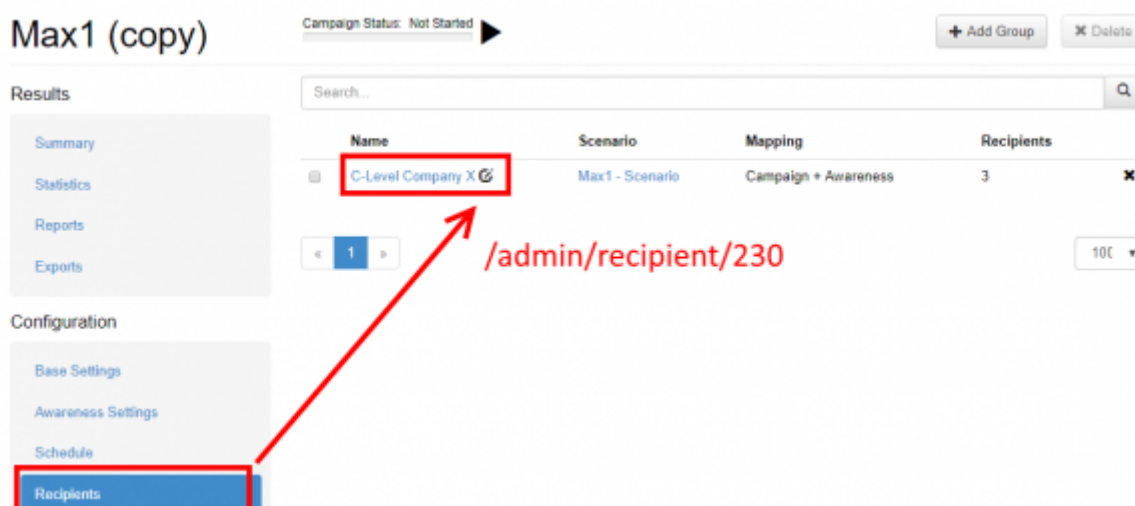 Max1 (copy)
Campaign Status: Not Started
Add Group
Delete
Results
Summary
Statistics
Reports
Exports
Configuration
Base Settings
Awareness Settings
Schedule
Recipients
Search...
Name Scenario Mapping Recipients
C-Level Company X Max1 - Scenario Campaign + Awareness 3
« 1 »
/admin/recipient/230